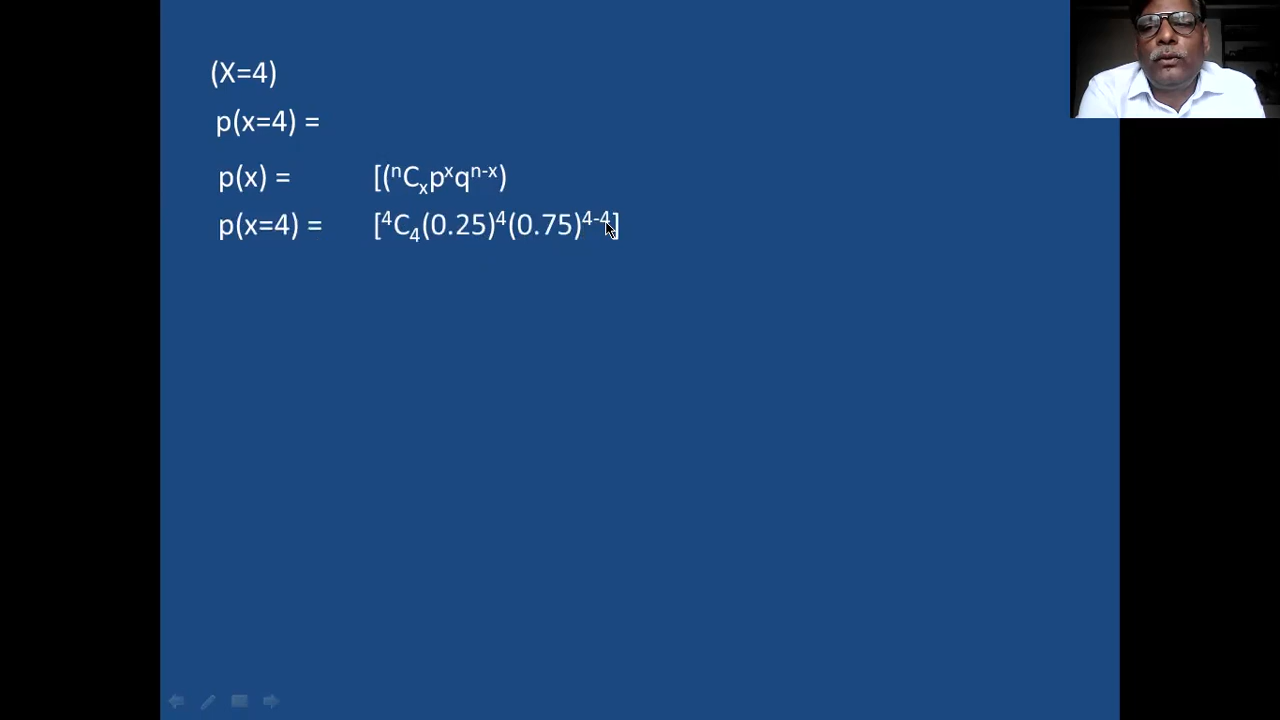 (X=4)
p(x=4) =
p(x) = [(ⁿCₓpˣqⁿ⁻ˣ)
p(x=4) = [⁴C₄(0.25)⁴(0.75)⁴⁻⁴]